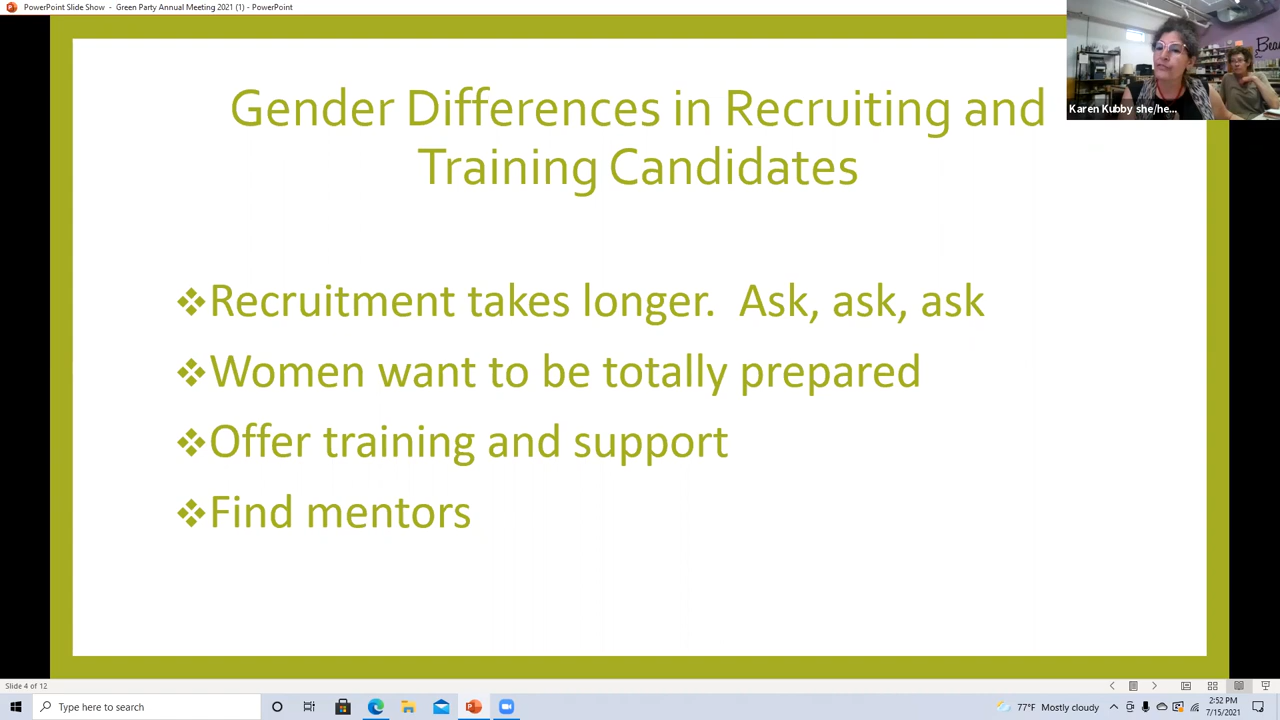 PowerPoint Slide Show - Green Party Annual Meeting 2021 (1) - PowerPoint
Bea
Karen Kubby she/he...
Gender Differences in Recruiting and
Training Candidates
❖Recruitment takes longer.  Ask, ask, ask
❖Women want to be totally prepared
❖Offer training and support
❖Find mentors
Slide 4 of 12
Type here to search
77°F Mostly cloudy
2:52 PM
7/15/2021